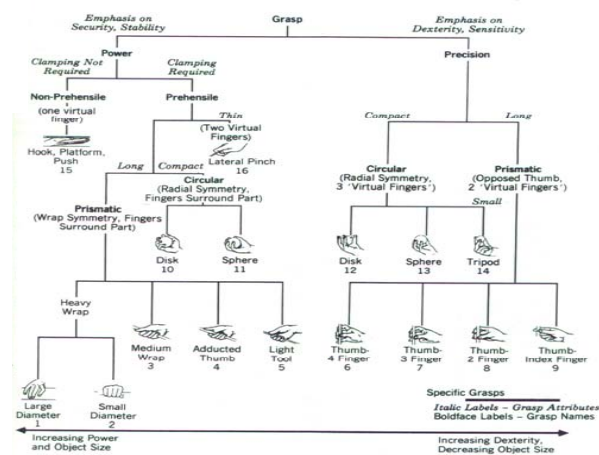 Emphasis on
Security, Stability
Grasp
Emphasis on
Dexterity, Sensitivity
Power
Precision
Clamping Not
Required
Clamping
Required
Non-Prehensile
(one virtual
finger)
Prehensile
Thin
(Two Virtual
Fingers)
Compact
Long
Hook, Platform,
Push
15
Lateral Pinch
16
Long
Compact
Circular
(Radial Symmetry,
Fingers Surround Part)
Circular
(Radial Symmetry,
3 'Virtual Fingers')
Prismatic
(Opposed Thumb,
2 'Virtual Fingers')
Prismatic
(Wrap Symmetry, Fingers
Surround Part)
Small
Disk
10
Sphere
11
Disk
12
Sphere
13
Tripod
14
Heavy
Wrap
Medium
Wrap
3
Adducted
Thumb
4
Light
Tool
5
Thumb-
4 Finger
6
Thumb-
3 Finger
7
Thumb-
2 Finger
8
Thumb-
Index Finger
9
Large
Diameter
1
Small
Diameter
2
Specific Grasps
Italic Labels – Grasp Attributes
Boldface Labels – Grasp Names
Increasing Power
and Object Size
Increasing Dexterity,
Decreasing Object Size